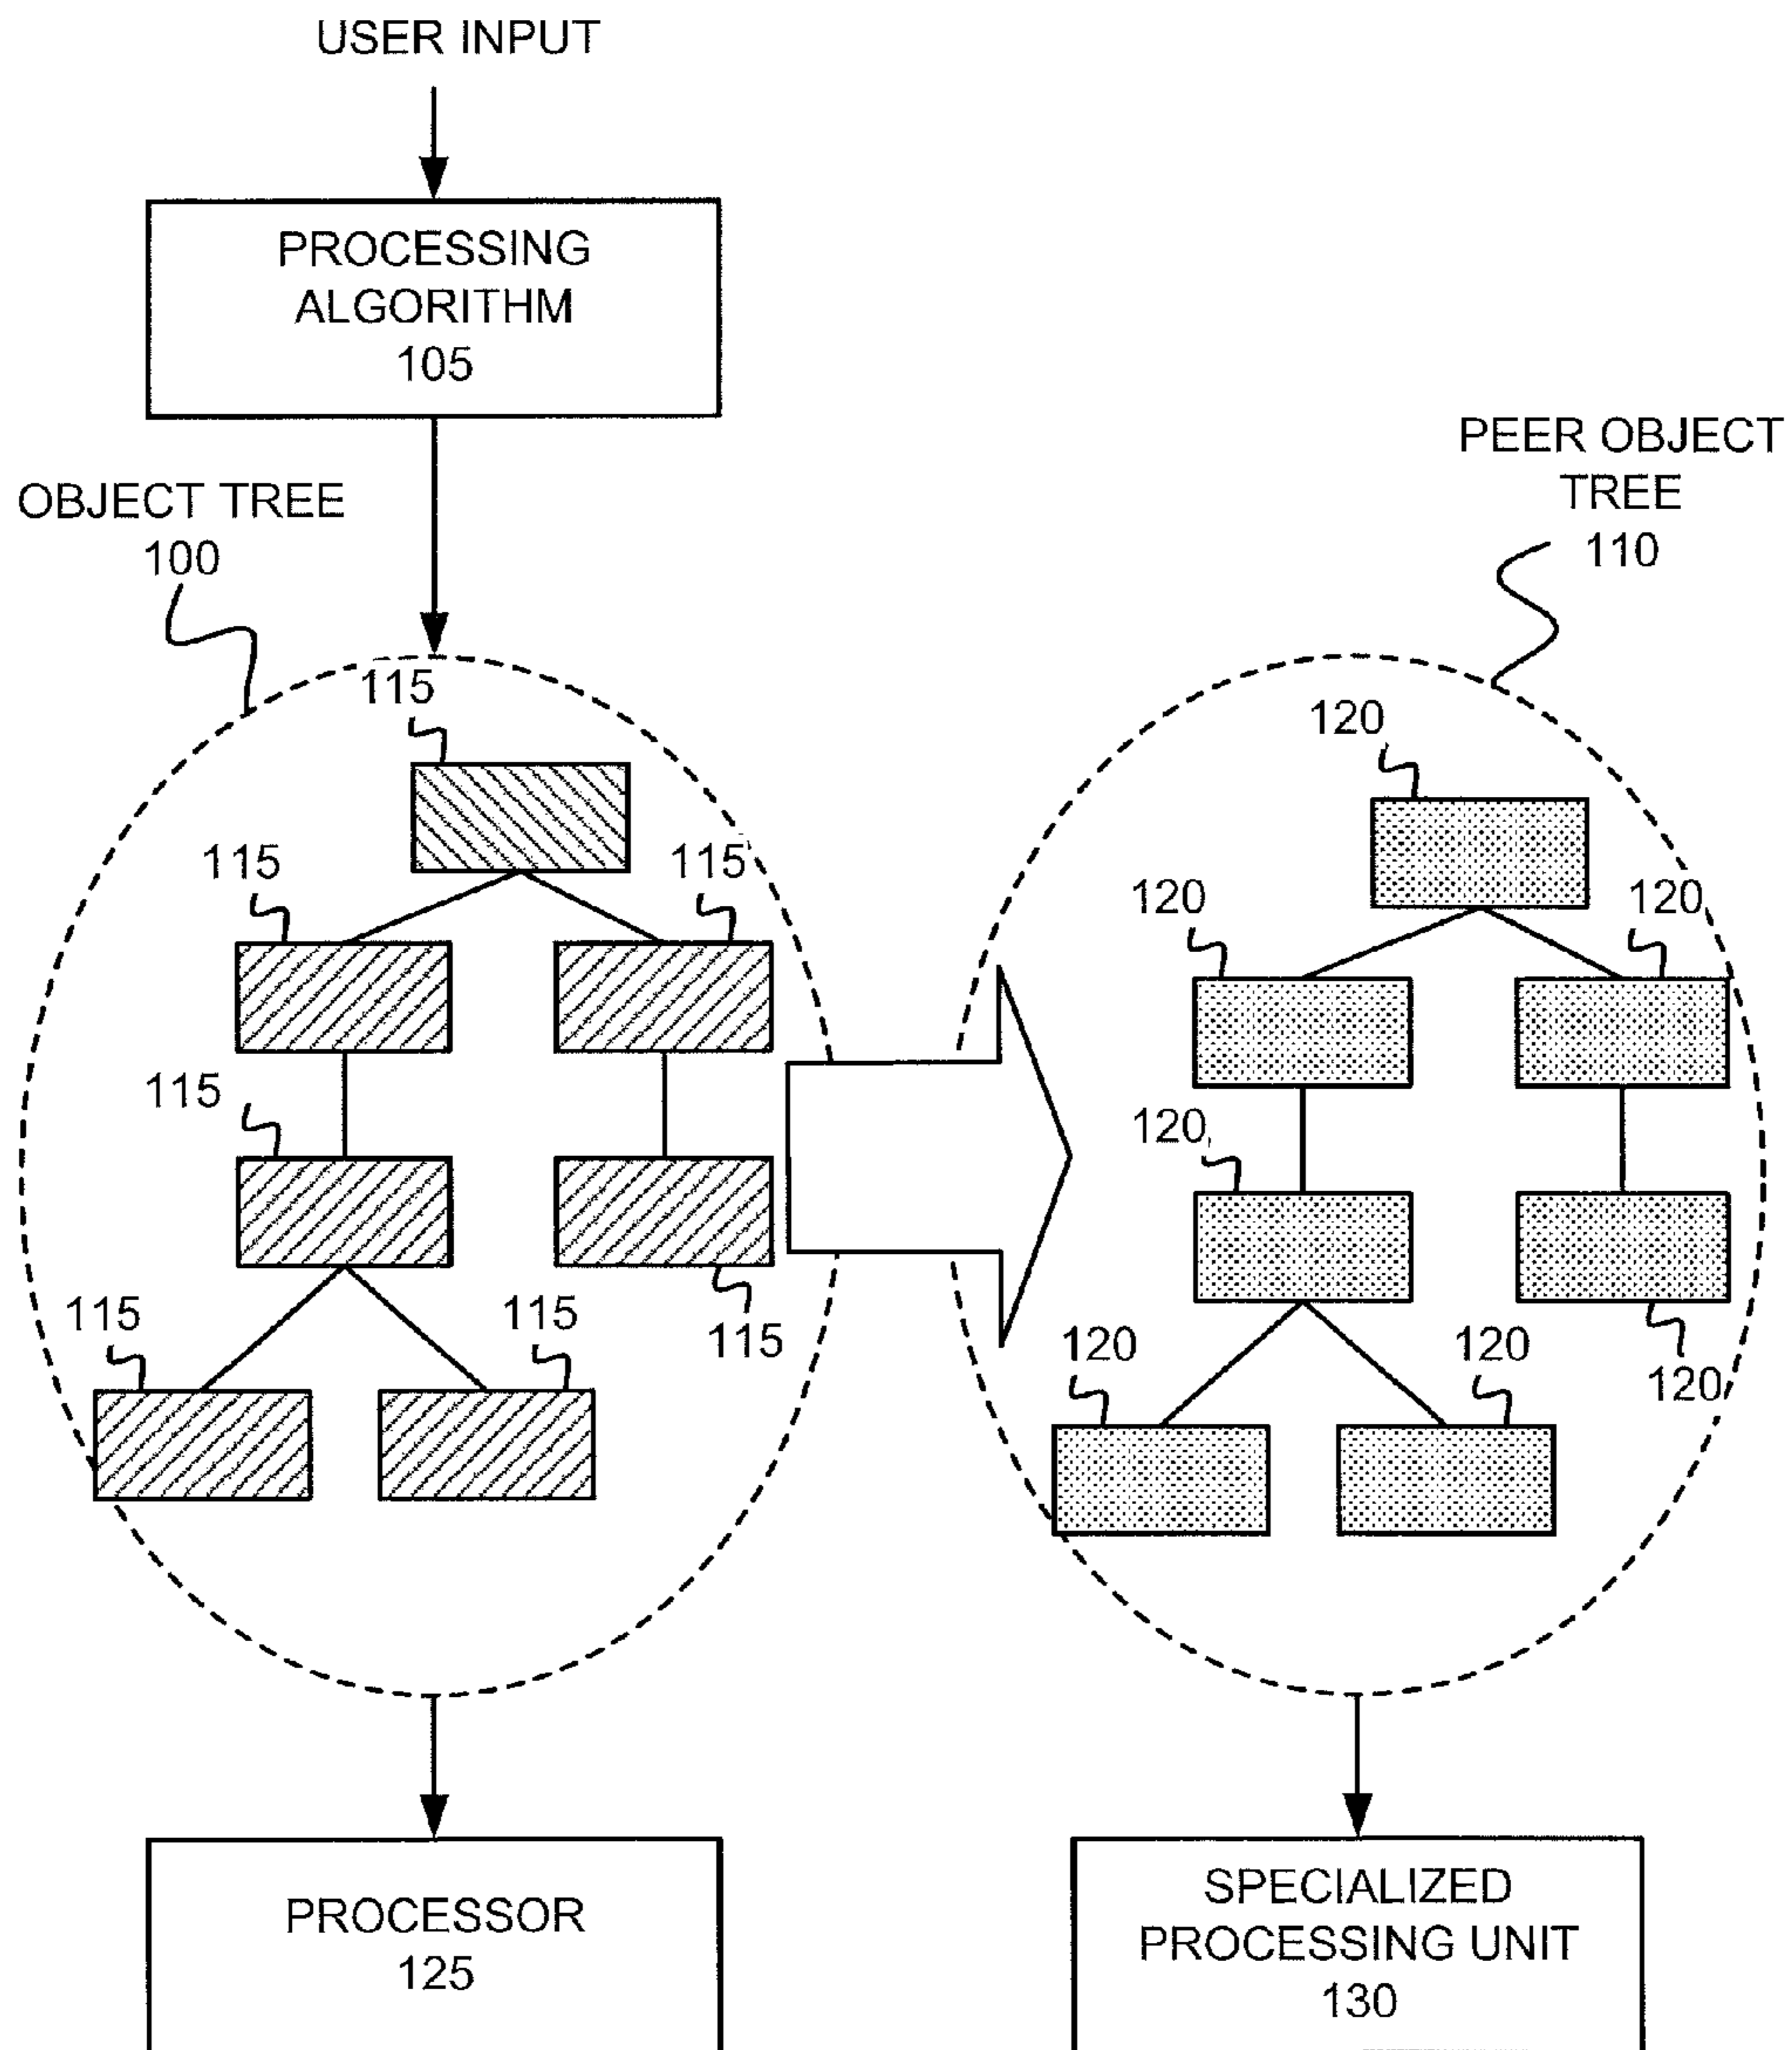 USER INPUT
PROCESSING
ALGORITHM
105
OBJECT TREE
100
PEER OBJECT
TREE
110
115
120
115
115
120
120
115
120
115
115
115
120
120
120
PROCESSOR
125
SPECIALIZED
PROCESSING UNIT
130